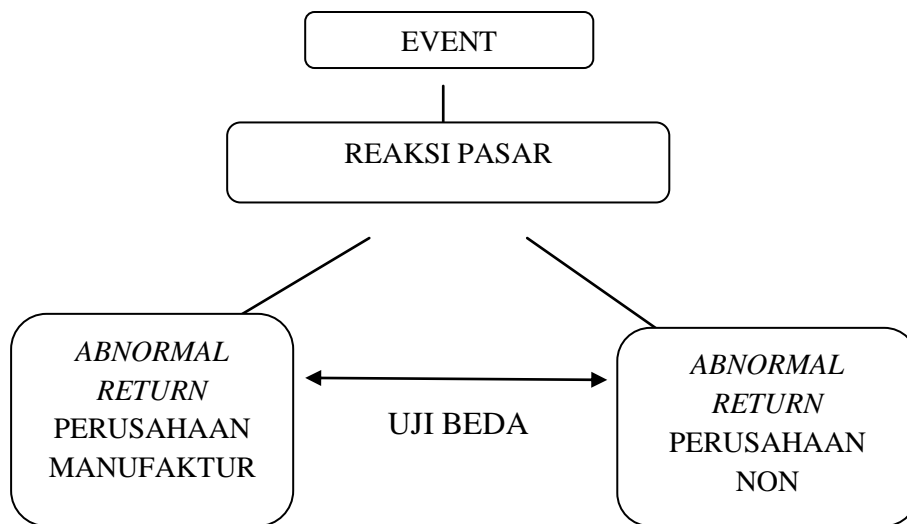 EVENT
REAKSI PASAR
ABNORMAL
RETURN
PERUSAHAAN
MANUFAKTUR
UJI BEDA
ABNORMAL
RETURN
PERUSAHAAN
NON